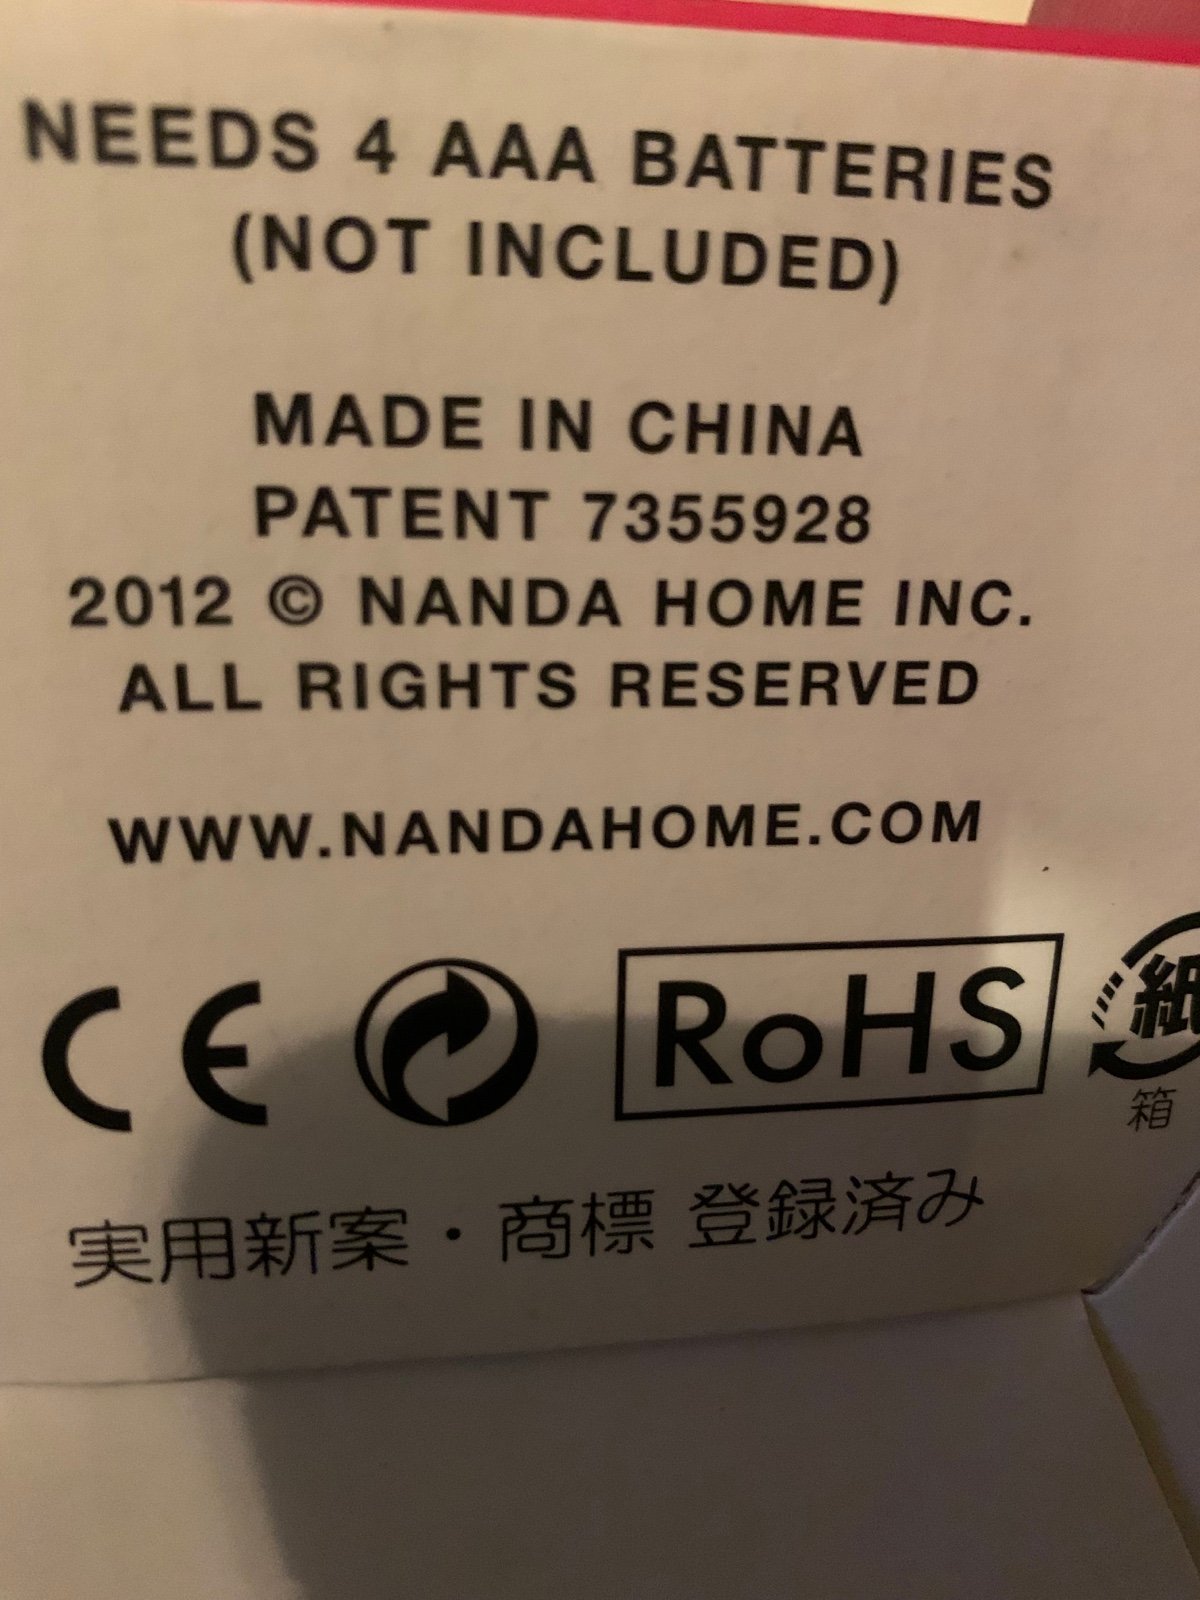 NEEDS 4 AAA BATTERIES
(NOT INCLUDED)
MADE IN CHINA
PATENT 7355928
2012 © NANDA HOME INC.
ALL RIGHTS RESERVED
WWW.NANDAHOME.COM
CE RoHS 紙
箱
実用新案・商標 登録済み